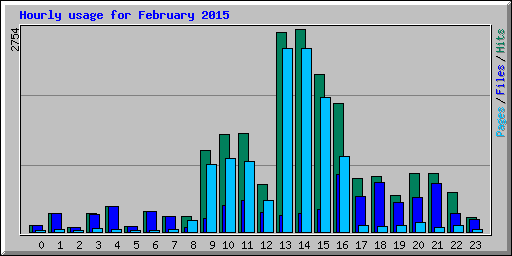 Hourly usage for February 2015
2754
Pages / Files / Hits
0 1 2 3 4 5 6 7 8 9 10 11 12 13 14 15 16 17 18 19 20 21 22 23